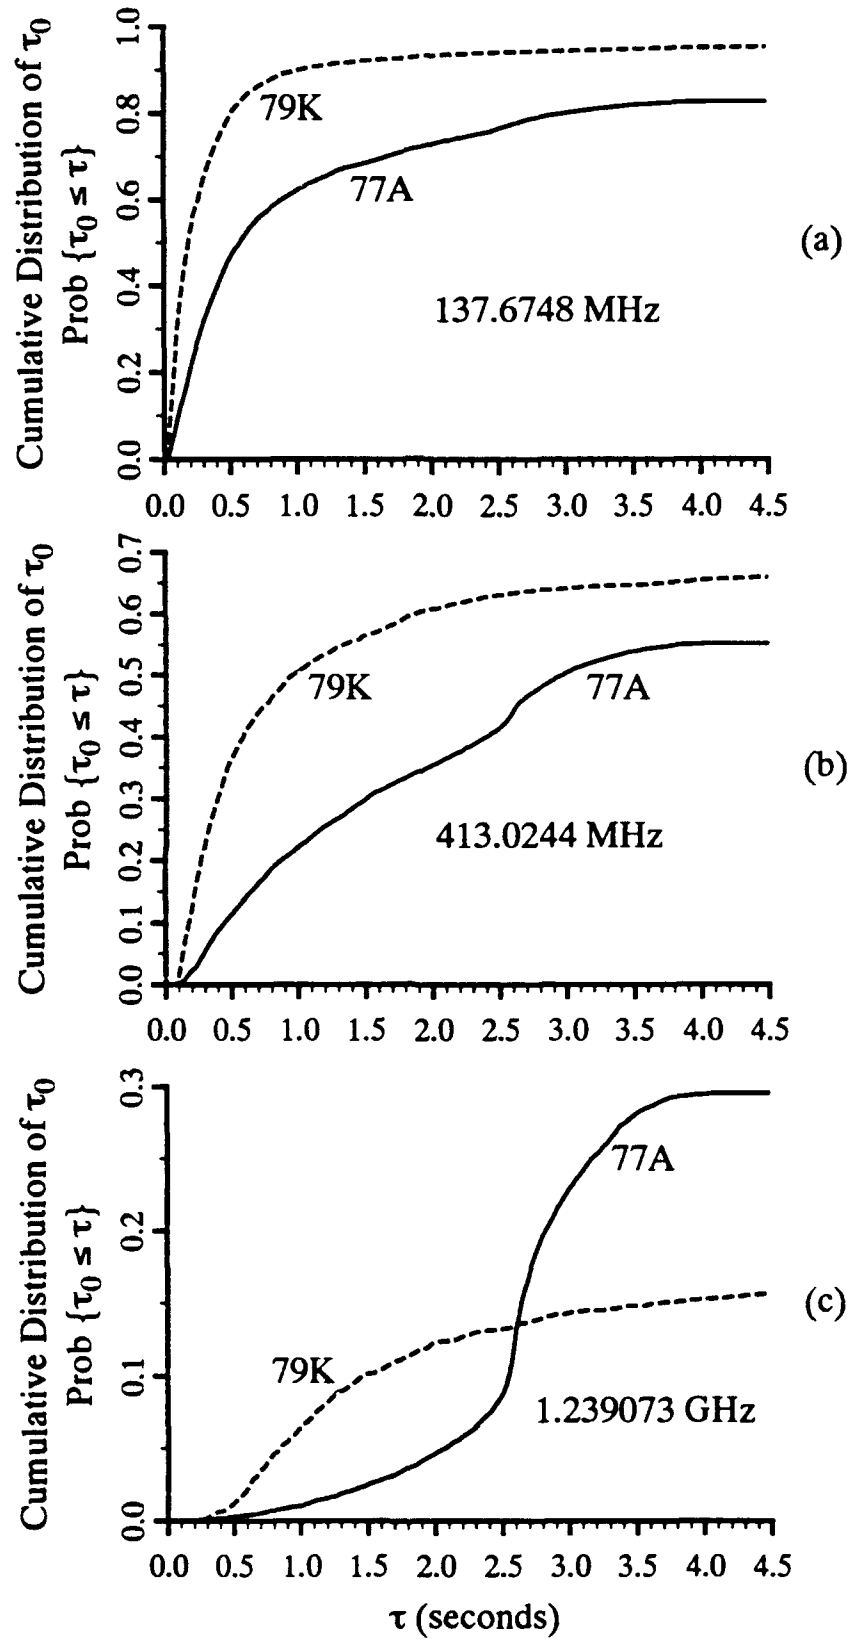 Cumulative Distribution of τ₀
Prob {τ₀ ≤ τ}
1.0
0.8
0.6
0.4
0.2
0.0
79K
77A
137.6748 MHz
(a)
0.0 0.5 1.0 1.5 2.0 2.5 3.0 3.5 4.0 4.5
Cumulative Distribution of τ₀
Prob {τ₀ ≤ τ}
0.7
0.6
0.5
0.4
0.3
0.2
0.1
0.0
79K
77A
413.0244 MHz
(b)
0.0 0.5 1.0 1.5 2.0 2.5 3.0 3.5 4.0 4.5
Cumulative Distribution of τ₀
Prob {τ₀ ≤ τ}
0.3
0.2
0.1
0.0
77A
79K
1.239073 GHz
(c)
0.0 0.5 1.0 1.5 2.0 2.5 3.0 3.5 4.0 4.5
τ (seconds)